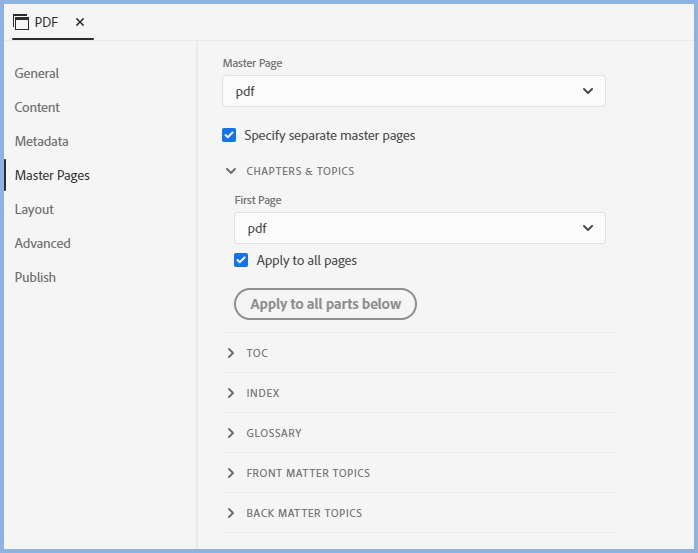 PDF
General
Content
Metadata
Master Pages
Layout
Advanced
Publish
Master Page
pdf
Specify separate master pages
CHAPTERS & TOPICS
First Page
pdf
Apply to all pages
Apply to all parts below
TOC
INDEX
GLOSSARY
FRONT MATTER TOPICS
BACK MATTER TOPICS